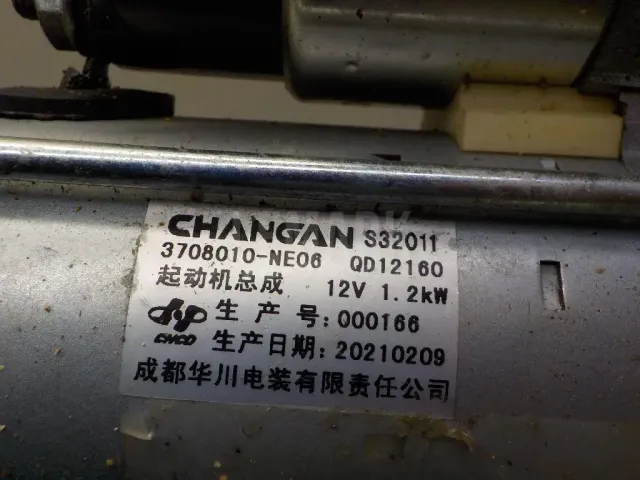 CHANGAN S32011
3708010-NE06 QD12160
起动机总成 12V 1.2kW
生产号:000166
EMCO 生产日期:20210209
成都华川电装有限责任公司